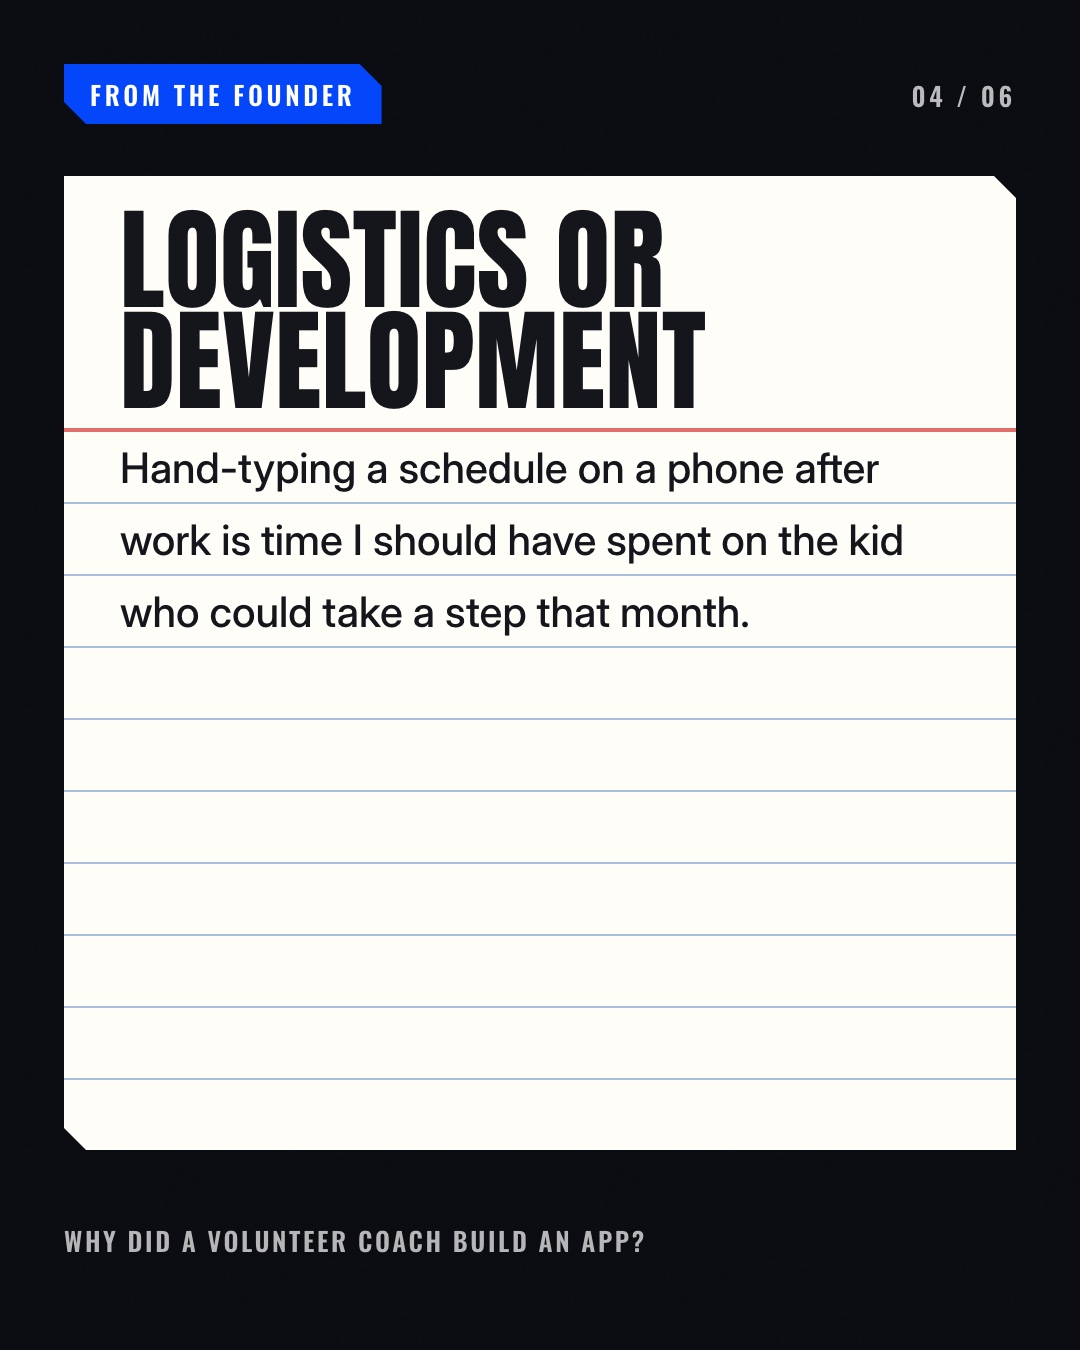 FROM THE FOUNDER
04 / 06
LOGISTICS OR
DEVELOPMENT
Hand-typing a schedule on a phone after
work is time I should have spent on the kid
who could take a step that month.
WHY DID A VOLUNTEER COACH BUILD AN APP?